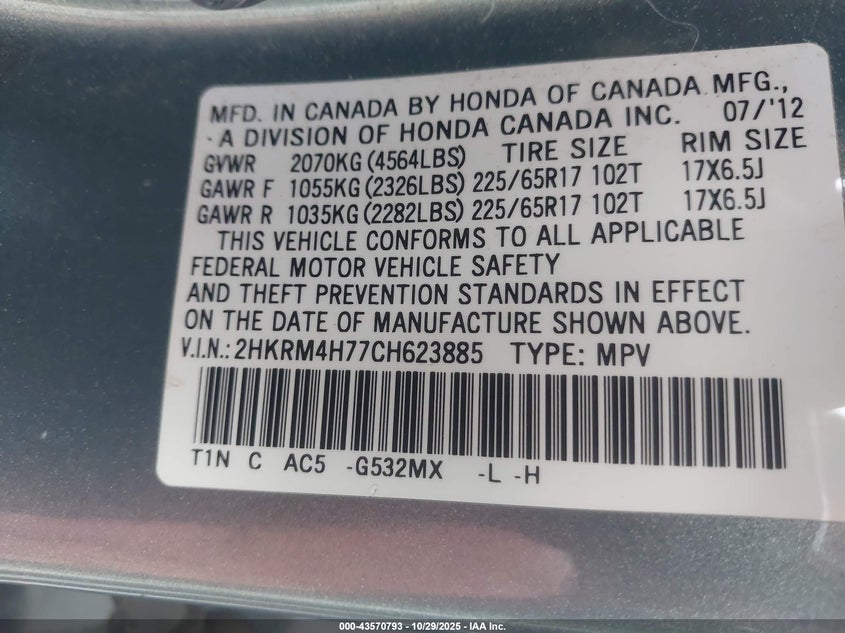 MFD. IN CANADA BY HONDA OF CANADA MFG.,
A DIVISION OF HONDA CANADA INC. 07/'12
GVWR 2070KG (4564LBS) TIRE SIZE RIM SIZE
GAWR F 1055KG (2326LBS) 225/65R17 102T 17X6.5J
GAWR R 1035KG (2282LBS) 225/65R17 102T 17X6.5J
THIS VEHICLE CONFORMS TO ALL APPLICABLE
FEDERAL MOTOR VEHICLE SAFETY
AND THEFT PREVENTION STANDARDS IN EFFECT
ON THE DATE OF MANUFACTURE SHOWN ABOVE.
V.I.N.: 2HKRM4H77CH623885 TYPE: MPV
T1N C AC5 -G532MX -L -H
000-43570793 - 10/29/2025 - IAA Inc.